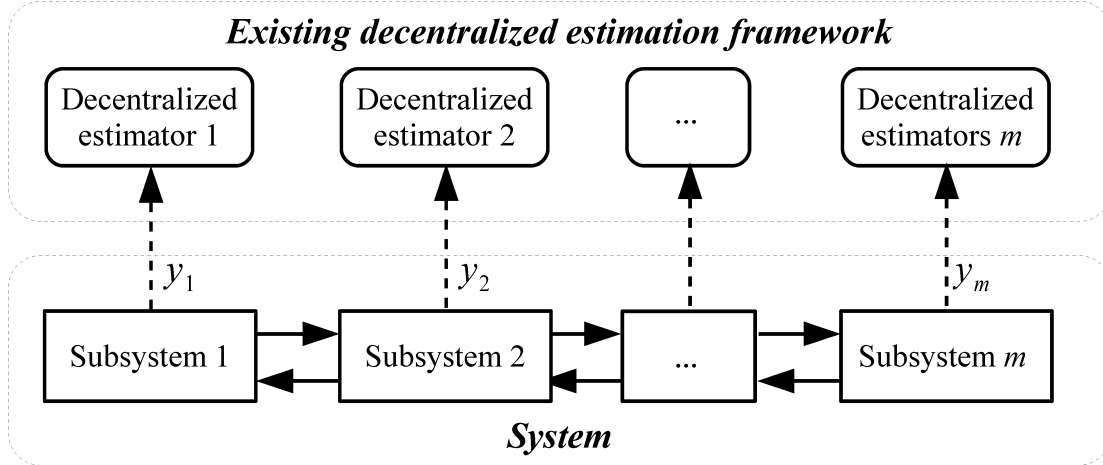 Existing decentralized estimation framework
Decentralized
estimator 1
Decentralized
estimator 2
...
Decentralized
estimators m
y1
y2
ym
Subsystem 1
Subsystem 2
...
Subsystem m
System